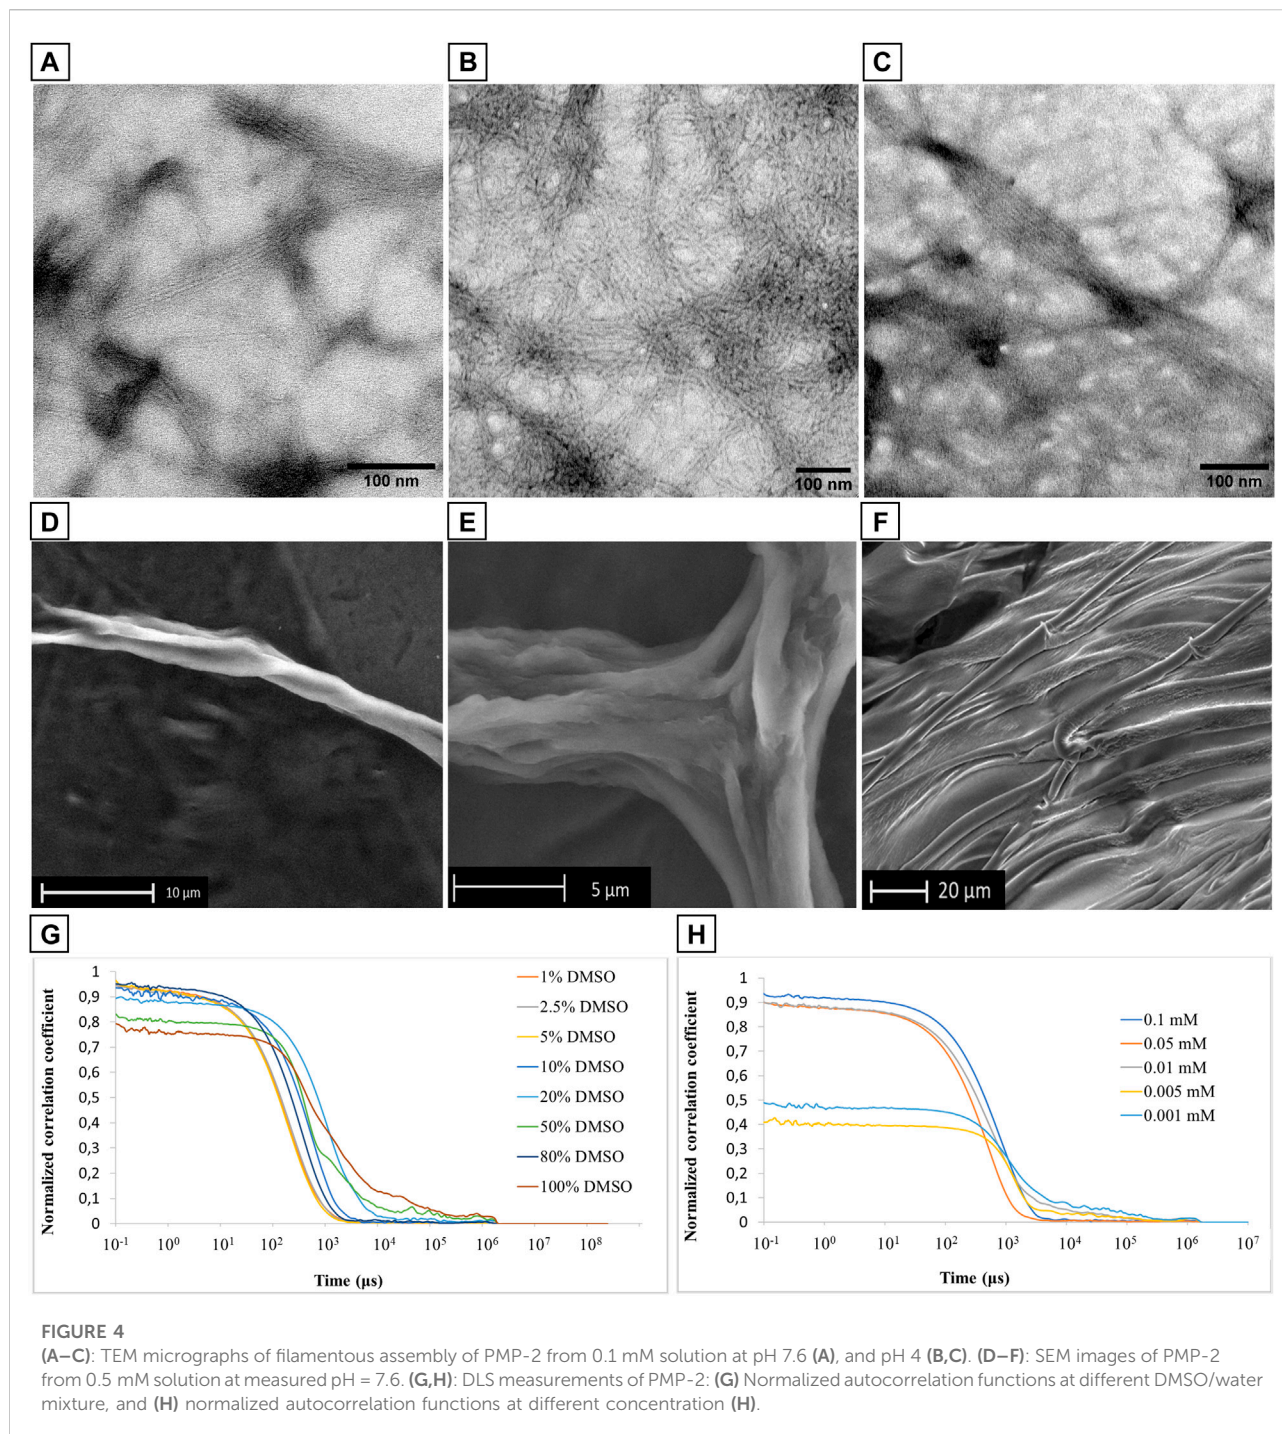 A
B
C
100 nm
100 nm
100 nm
D
E
F
10 µm
5 µm
20 µm
G
H
Normalized correlation coefficient
1
0,9
0,8
0,7
0,6
0,5
0,4
0,3
0,2
0,1
0
10-1
100
101
102
103
104
105
106
107
108
Time (µs)
1% DMSO
2.5% DMSO
5% DMSO
10% DMSO
20% DMSO
50% DMSO
80% DMSO
100% DMSO
Normalized correlation coefficient
1
0,9
0,8
0,7
0,6
0,5
0,4
0,3
0,2
0,1
0
10-1
100
101
102
103
104
105
106
107
Time (µs)
0.1 mM
0.05 mM
0.01 mM
0.005 mM
0.001 mM
FIGURE 4
(A–C): TEM micrographs of filamentous assembly of PMP-2 from 0.1 mM solution at pH 7.6 (A), and pH 4 (B,C). (D–F): SEM images of PMP-2
from 0.5 mM solution at measured pH = 7.6. (G,H): DLS measurements of PMP-2: (G) Normalized autocorrelation functions at different DMSO/water
mixture, and (H) normalized autocorrelation functions at different concentration (H).